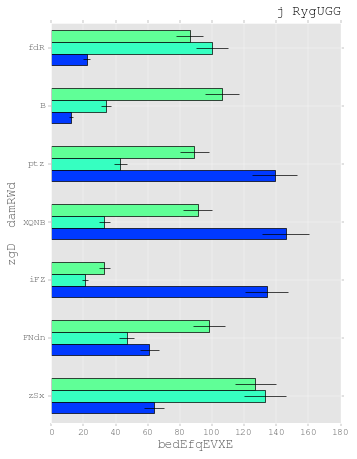 j RygUGG
fdR
B
ptz
XQNB
iFZ
FNdn
zSx
zgD damRWd
0 20 40 60 80 100 120 140 160 180
bedEfqEVXE